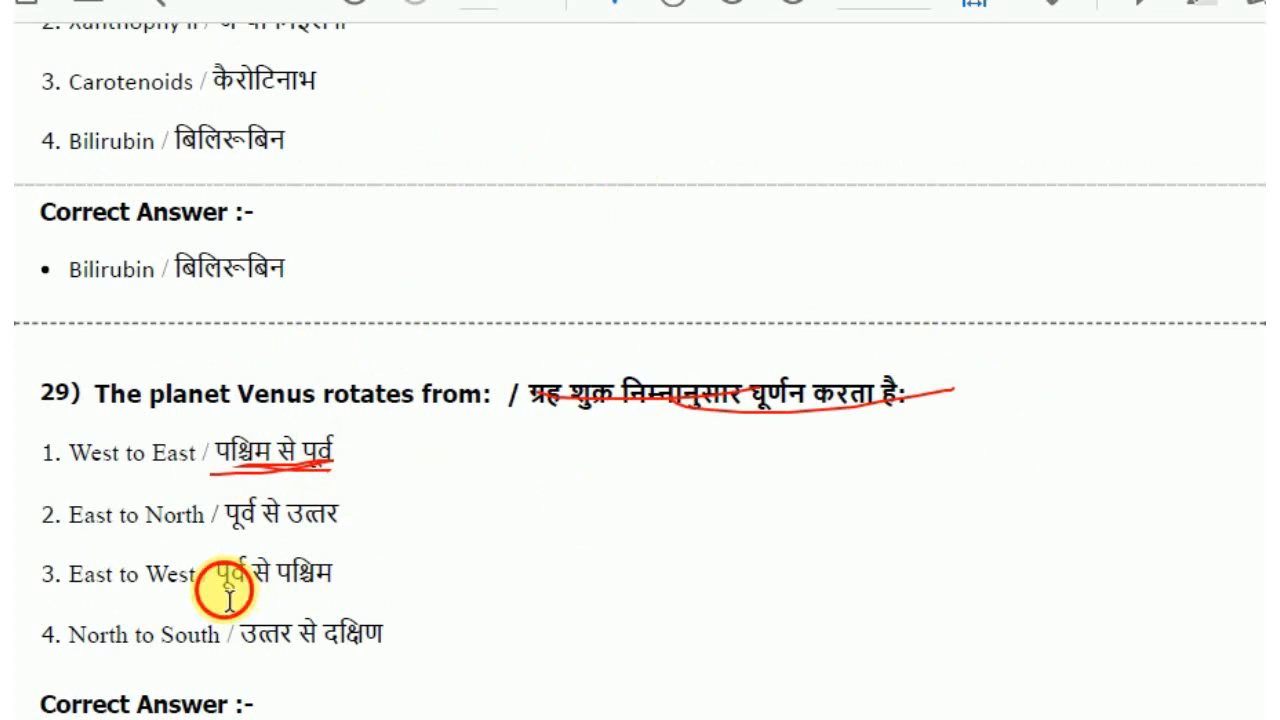 3. Carotenoids / कैरोटिनाभ
4. Bilirubin / बिलिरूबिन
Correct Answer :-
• Bilirubin / बिलिरूबिन
29) The planet Venus rotates from: / ग्रह शुक्र निम्नानुसार घूर्णन करता है:
1. West to East / पश्चिम से पूर्व
2. East to North / पूर्व से उत्तर
3. East to West / पूर्व से पश्चिम
4. North to South / उत्तर से दक्षिण
Correct Answer :-